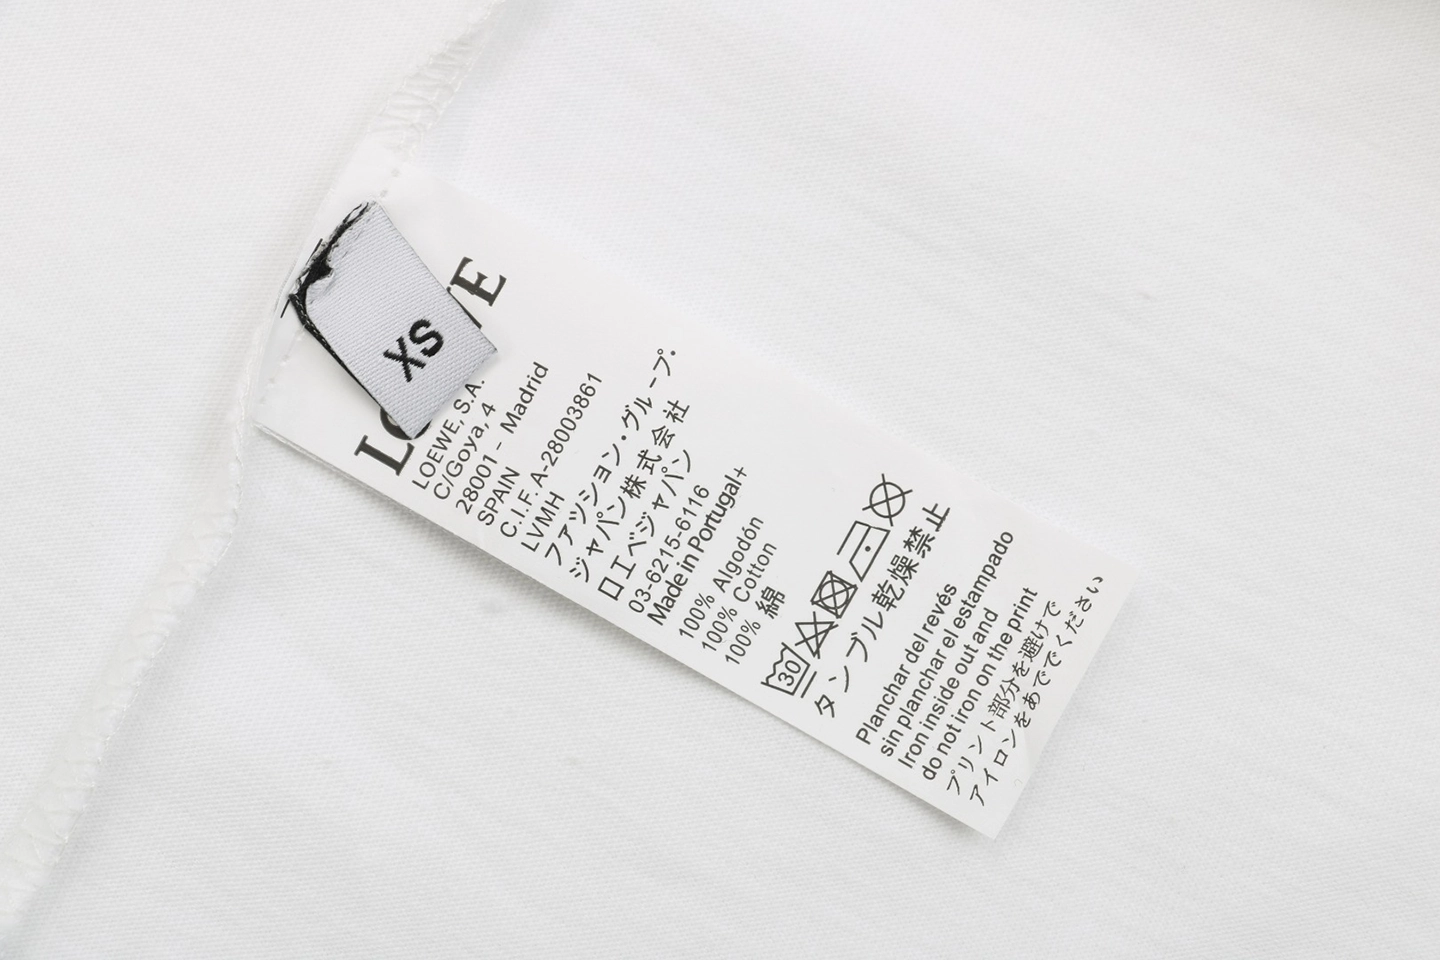 XS
LOEWE, S.A.
C/Goya, 4
28001 - Madrid
SPAIN
C.I.F. A-28003861
LVMH
ファッション・グループ・
ジャパン株式会社
ロエベジャパン
03-6215-6116
Made in Portugal+
100% Algodón
100% Cotton
100% 綿
30
タンブル乾燥禁止
Planchar del revés
sin planchar el estampado
Iron inside out and
do not iron on the print
プリント部分を避けて
アイロンをあててください